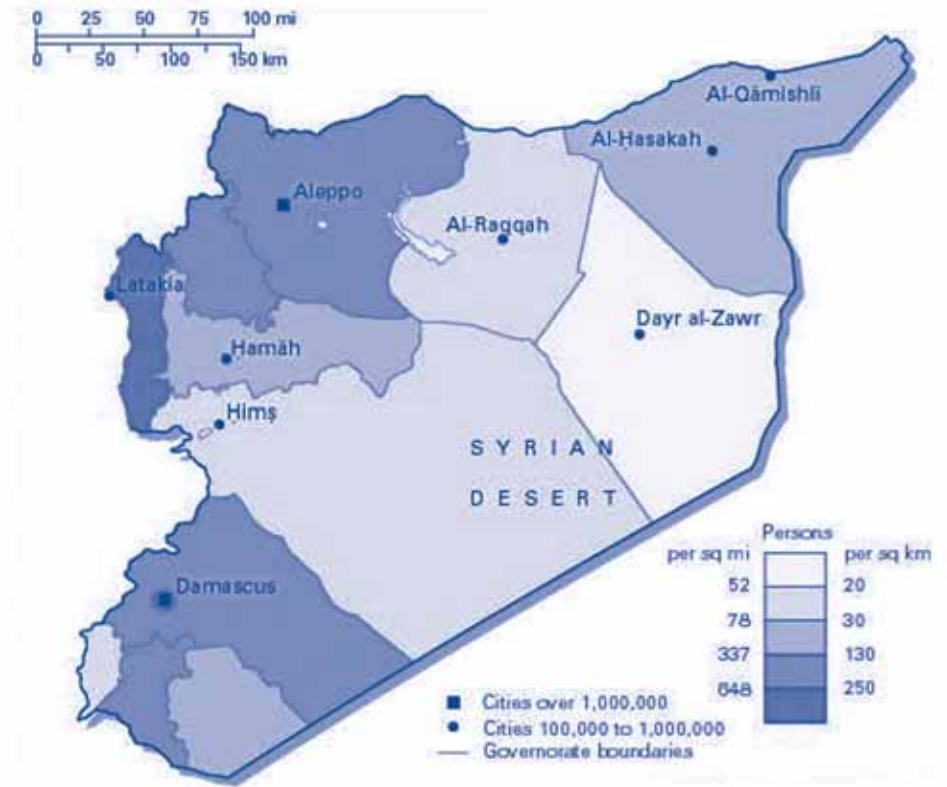 0 25 50 75 100 mi
0 50 100 150 km
Al-Qāmishlī
Al-Ḥasakah
Aleppo
Al-Raqqah
Latakia
Dayr al-Zawr
Ḥamāh
Ḥimṣ
SYRIAN
DESERT
Damascus
Persons
per sq mi per sq km
52 20
78 30
337 130
648 250
Cities over 1,000,000
Cities 100,000 to 1,000,000
Governorate boundaries